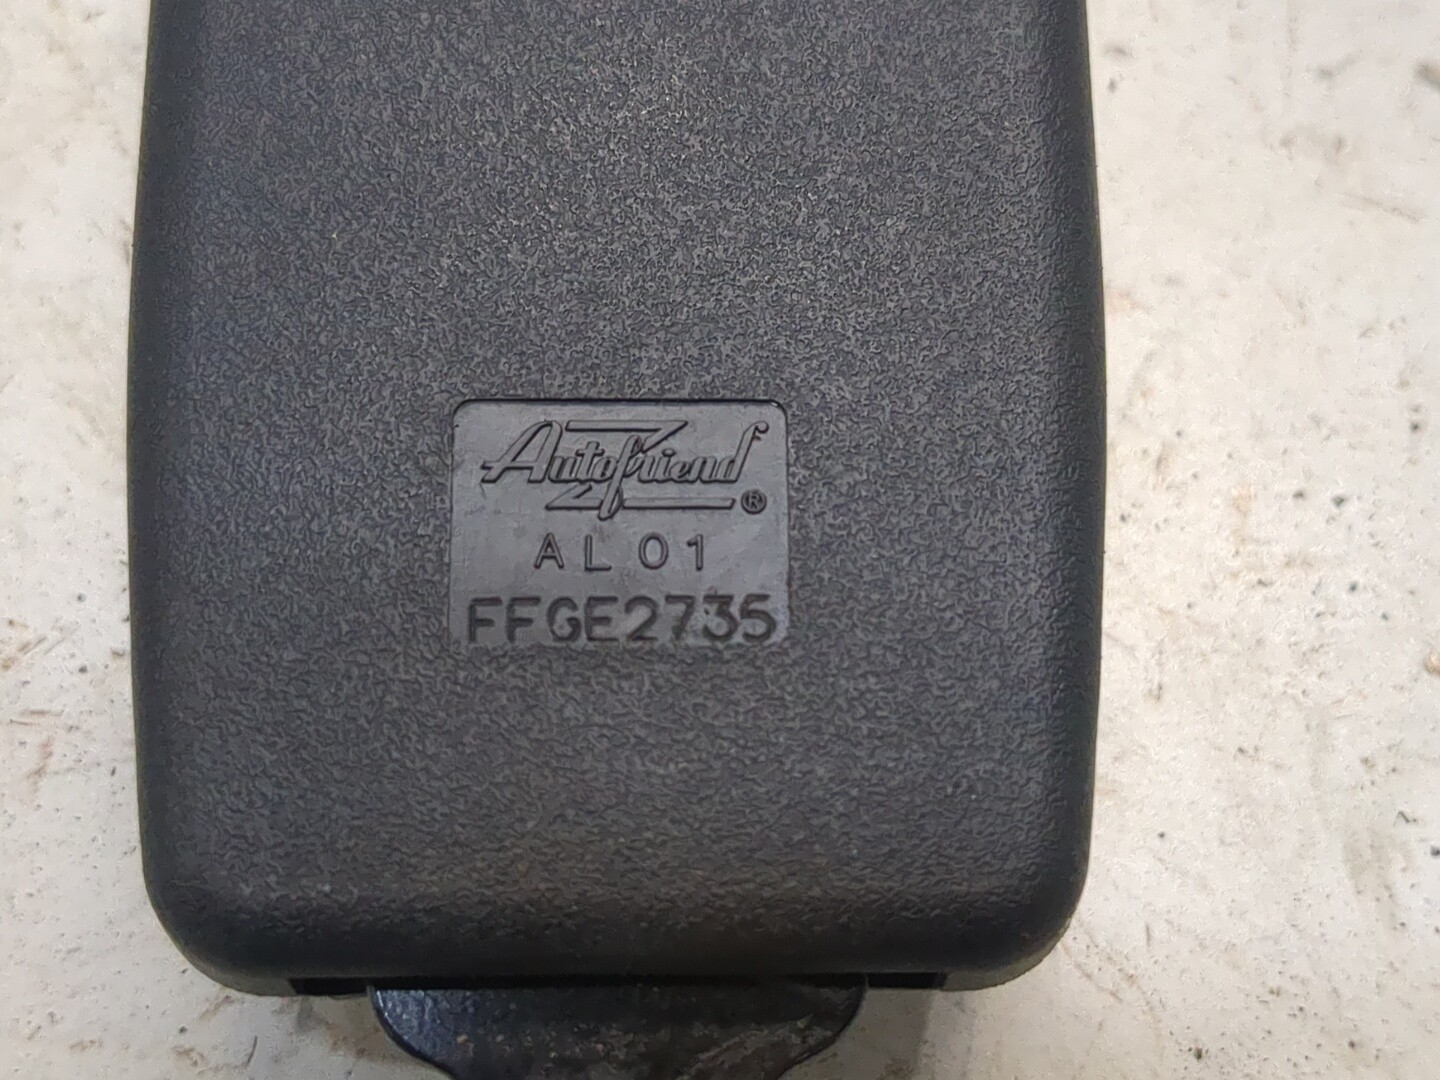 Autofriend ®
AL01
FFGE2735